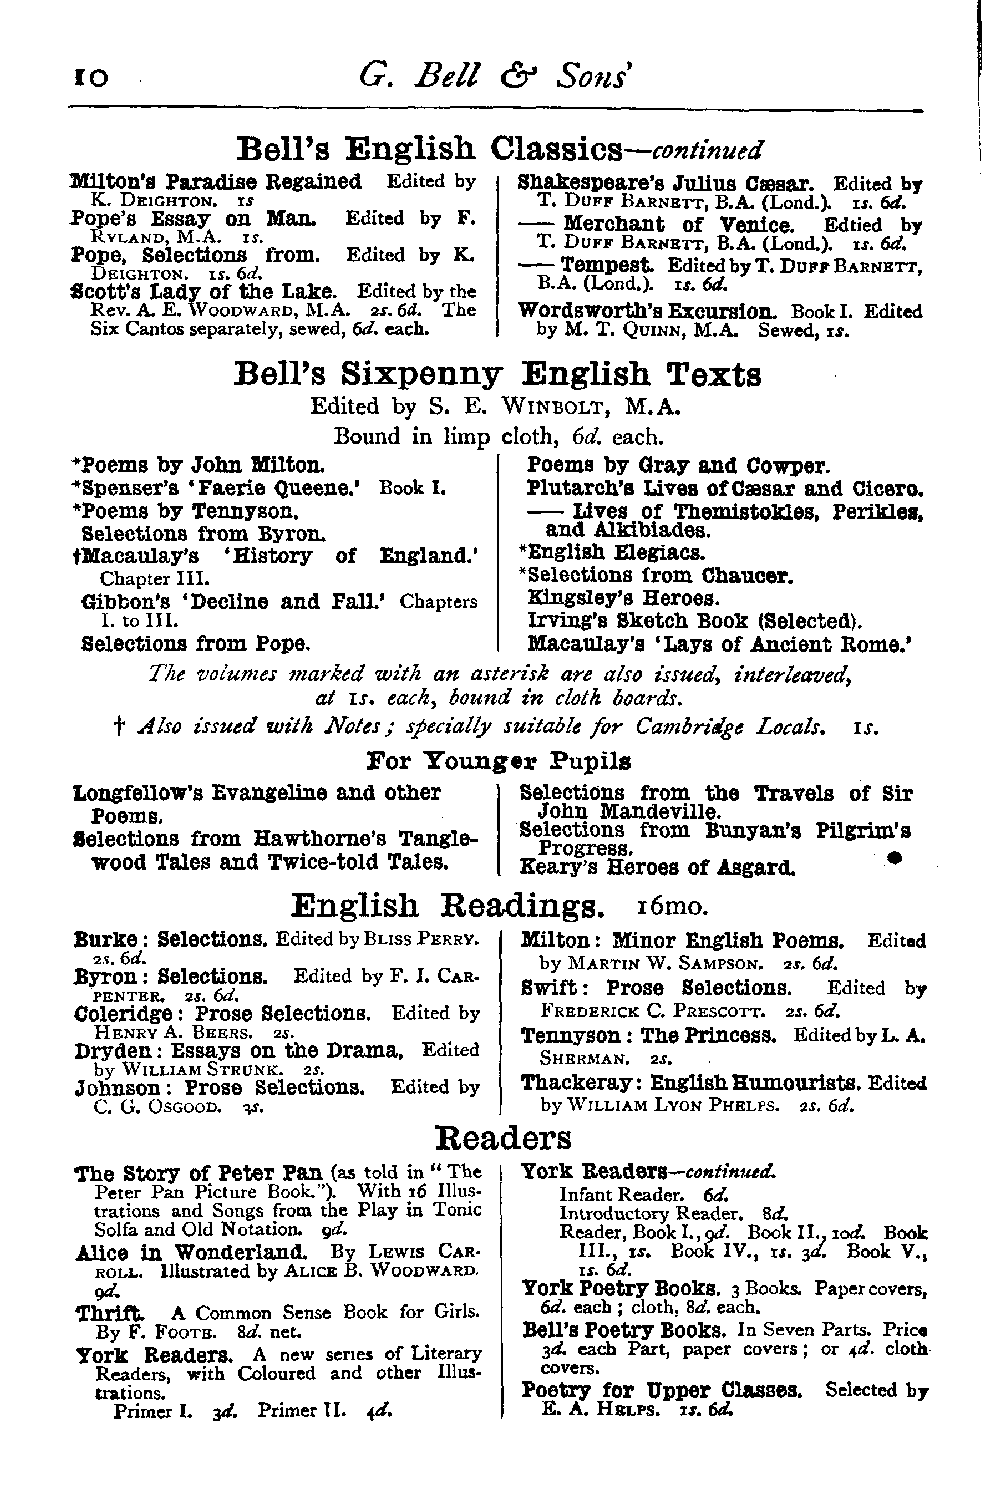 10 G. Bell & Sons'
Bell's English Classics—continued
Milton's Paradise Regained Edited by
K. DEIGHTON. 1s
Pope's Essay on Man. Edited by F.
RYLAND, M.A. 1s.
Pope, Selections from. Edited by K.
DEIGHTON. 1s. 6d.
Scott's Lady of the Lake. Edited by the
Rev. A. E. WOODWARD, M.A. 2s. 6d. The
Six Cantos separately, sewed, 6d. each.
Shakespeare's Julius Cæsar. Edited by
T. DUFF BARNETT, B.A. (Lond.). 1s. 6d.
—— Merchant of Venice. Edtied by
T. DUFF BARNETT, B.A. (Lond.). 1s. 6d.
—— Tempest. Edited by T. DUFF BARNETT,
B.A. (Lond.). 1s. 6d.
Wordsworth's Excursion. Book I. Edited
by M. T. QUINN, M.A. Sewed, 1s.
Bell's Sixpenny English Texts
Edited by S. E. WINBOLT, M.A.
Bound in limp cloth, 6d. each.
*Poems by John Milton.
*Spenser's 'Faerie Queene.' Book I.
*Poems by Tennyson.
Selections from Byron.
†Macaulay's 'History of England.'
Chapter III.
Gibbon's 'Decline and Fall.' Chapters
I. to III.
Selections from Pope.
Poems by Gray and Cowper.
Plutarch's Lives of Cæsar and Cicero.
—— Lives of Themistokles, Perikles,
and Alkibiades.
*English Elegiacs.
*Selections from Chaucer.
Kingsley's Heroes.
Irving's Sketch Book (Selected).
Macaulay's 'Lays of Ancient Rome.'
The volumes marked with an asterisk are also issued, interleaved,
at 1s. each, bound in cloth boards.
† Also issued with Notes; specially suitable for Cambridge Locals. 1s.
For Younger Pupils
Longfellow's Evangeline and other
Poems.
Selections from Hawthorne's Tangle-
wood Tales and Twice-told Tales.
Selections from the Travels of Sir
John Mandeville.
Selections from Bunyan's Pilgrim's
Progress.
Keary's Heroes of Asgard.
English Readings. 16mo.
Burke: Selections. Edited by BLISS PERRY.
2s. 6d.
Byron: Selections. Edited by F. I. CAR-
PENTER. 2s. 6d.
Coleridge: Prose Selections. Edited by
HENRY A. BEERS. 2s.
Dryden: Essays on the Drama. Edited
by WILLIAM STRUNK. 2s.
Johnson: Prose Selections. Edited by
C. G. OSGOOD. 3s.
Milton: Minor English Poems. Edited
by MARTIN W. SAMPSON. 2s. 6d.
Swift: Prose Selections. Edited by
FREDERICK C. PRESCOTT. 2s. 6d.
Tennyson: The Princess. Edited by L. A.
SHERMAN. 2s.
Thackeray: English Humourists. Edited
by WILLIAM LYON PHELPS. 2s. 6d.
Readers
The Story of Peter Pan (as told in "The
Peter Pan Picture Book."). With 16 Illus-
trations and Songs from the Play in Tonic
Solfa and Old Notation. 9d.
Alice in Wonderland. By LEWIS CAR-
ROLL. Illustrated by ALICE B. WOODWARD.
9d.
Thrift. A Common Sense Book for Girls.
By F. FOOTE. 8d. net.
York Readers. A new series of Literary
Readers, with Coloured and other Illus-
trations.
Primer I. 3d. Primer II. 4d.
York Readers—continued.
Infant Reader. 6d.
Introductory Reader. 8d.
Reader, Book I., 9d. Book II., 10d. Book
III., 1s. Book IV., 1s. 3d. Book V.,
1s. 6d.
York Poetry Books. 3 Books. Paper covers,
6d. each; cloth, 8d. each.
Bell's Poetry Books. In Seven Parts. Price
3d. each Part, paper covers; or 4d. cloth
covers.
Poetry for Upper Classes. Selected by
E. A. HELPS. 1s. 6d.